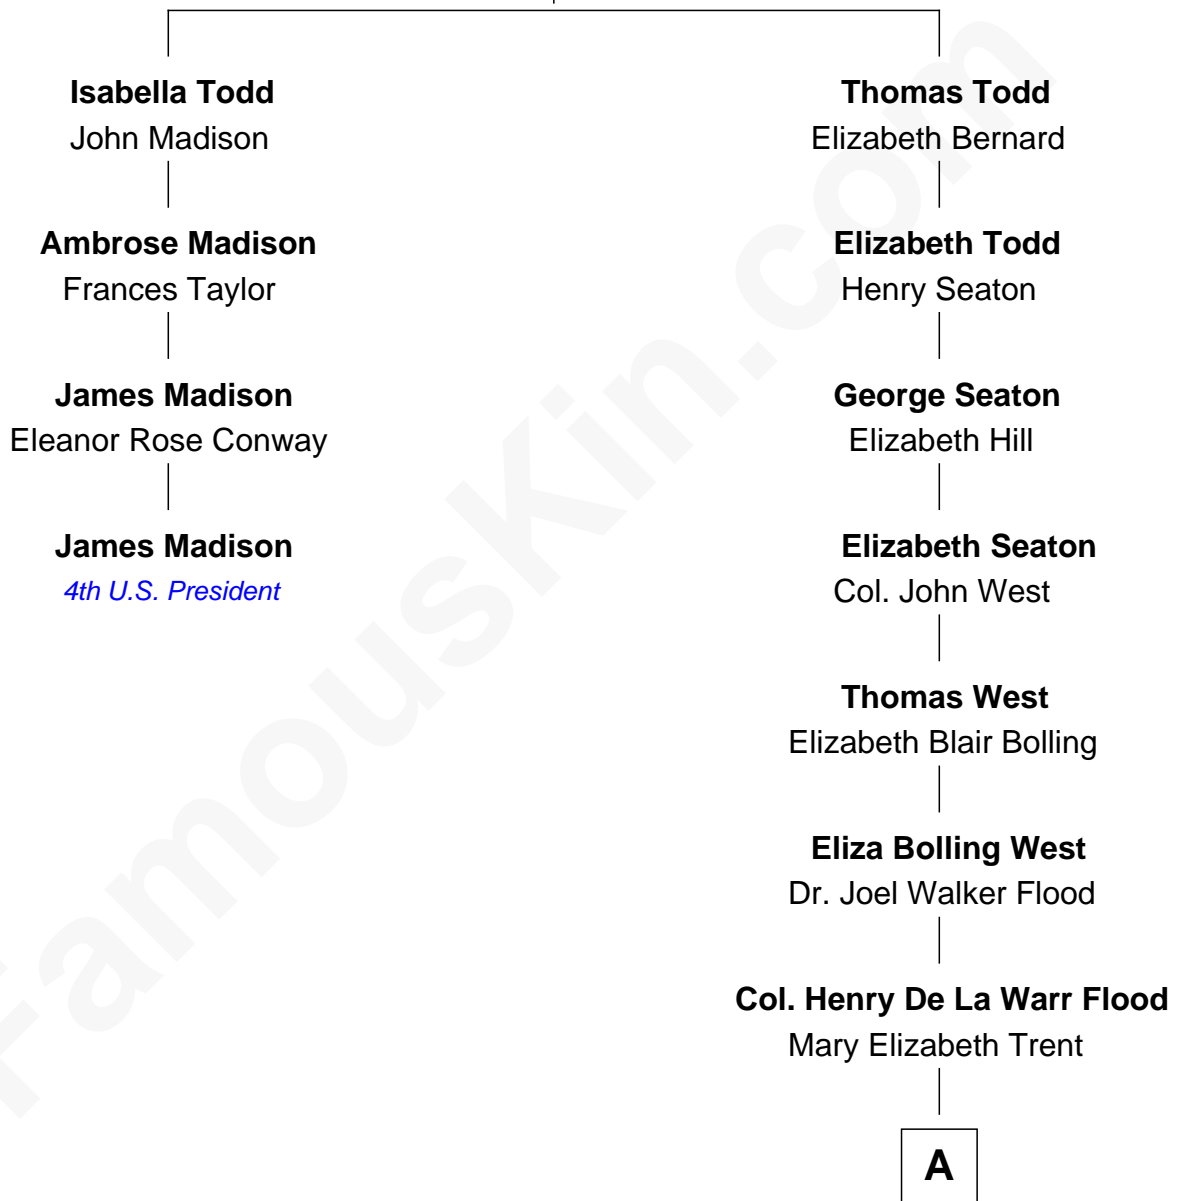 Isabella Todd
John Madison
Ambrose Madison
Frances Taylor
James Madison
Eleanor Rose Conway
James Madison
4th U.S. President
Thomas Todd
Elizabeth Bernard
Elizabeth Todd
Henry Seaton
George Seaton
Elizabeth Hill
Elizabeth Seaton
Col. John West
Thomas West
Elizabeth Blair Bolling
Eliza Bolling West
Dr. Joel Walker Flood
Col. Henry De La Warr Flood
Mary Elizabeth Trent
A
FamousKin.com